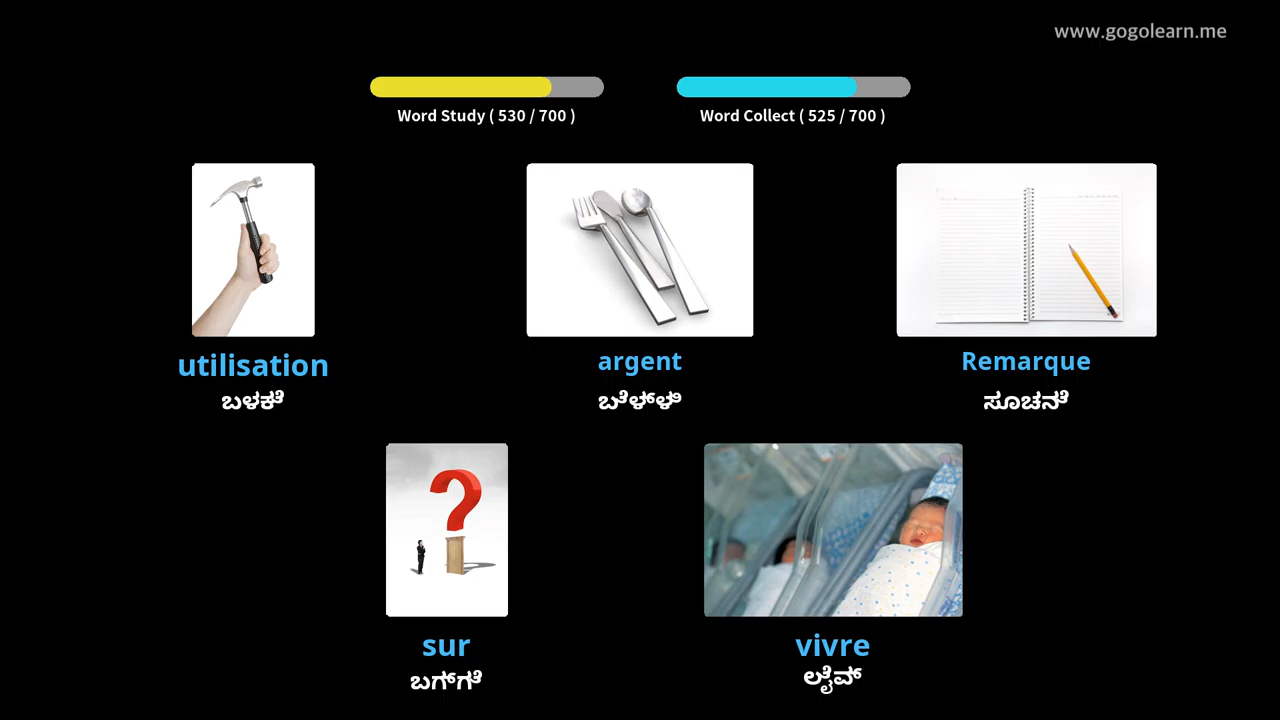 www.gogolearn.me
Word Study ( 530 / 700 )
Word Collect ( 525 / 700 )
utilisation
ಬಳಕೆ
argent
ಬೆಳ್ಳಿ
Remarque
ಸೂಚನೆ
sur
ಬಗ್ಗೆ
vivre
ಲೈವ್